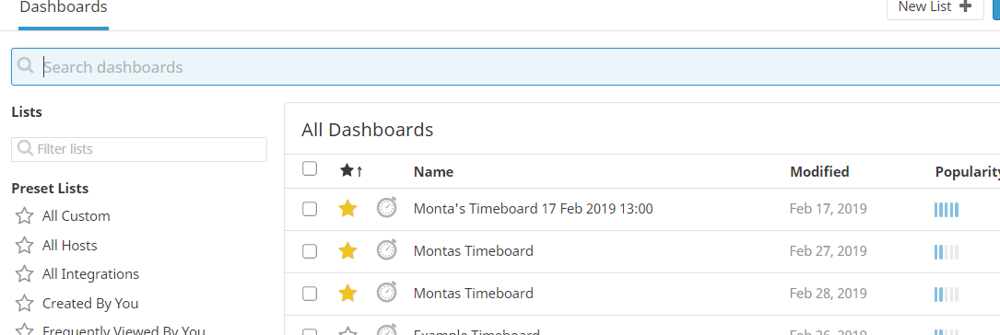 Dashboards
New List
Search dashboards
Lists
Filter lists
Preset Lists
All Custom
All Hosts
All Integrations
Created By You
Frequently Viewed By You
All Dashboards
Name Modified Popularity
Monta's Timeboard 17 Feb 2019 13:00 Feb 17, 2019
Montas Timeboard Feb 27, 2019
Montas Timeboard Feb 28, 2019
Example Timeboard Feb 26, 2019